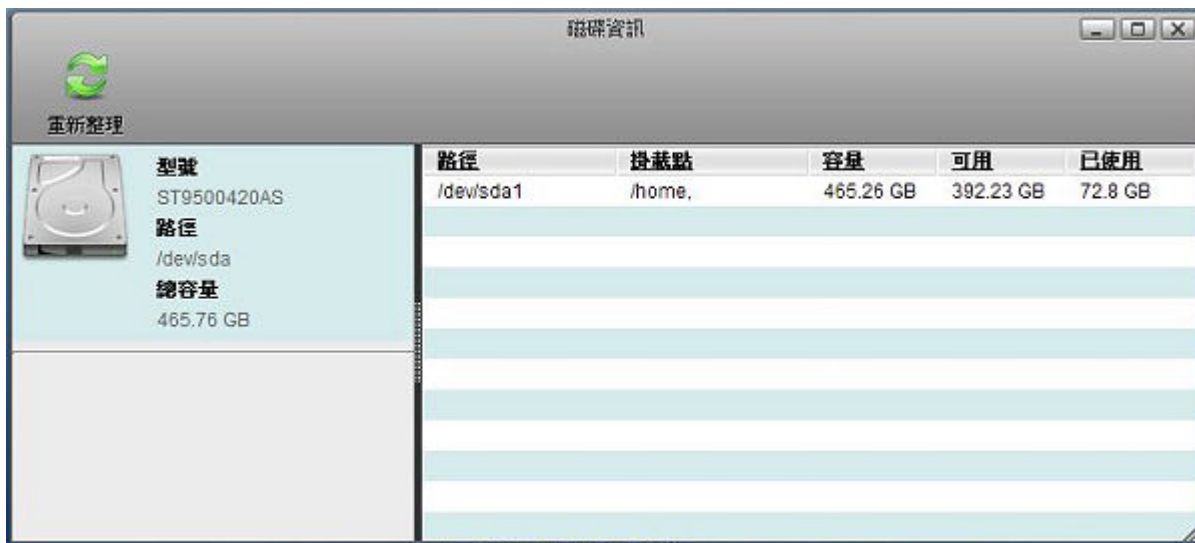 磁碟資訊
重新整理
型號
ST9500420AS
路徑
/dev/sda
總容量
465.76 GB
路徑 掛載點 容量 可用 已使用
/dev/sda1 /home, 465.26 GB 392.23 GB 72.8 GB